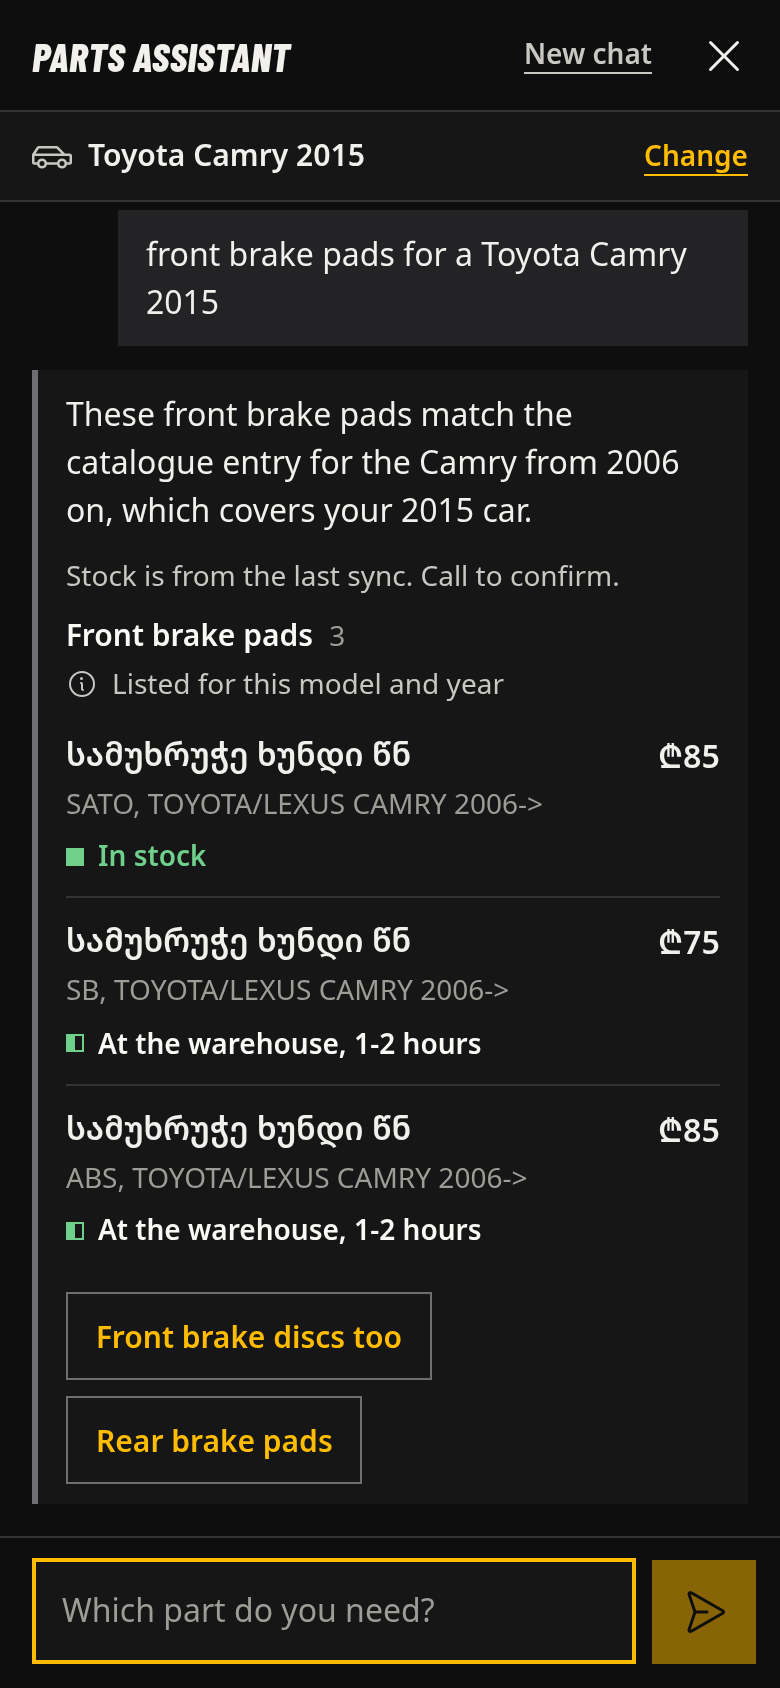 PARTS ASSISTANT
New chat
Toyota Camry 2015
Change
front brake pads for a Toyota Camry
2015
These front brake pads match the
catalogue entry for the Camry from 2006
on, which covers your 2015 car.
Stock is from the last sync. Call to confirm.
Front brake pads 3
Listed for this model and year
სამუხრუჭე ხუნდი წნ ₾85
SATO, TOYOTA/LEXUS CAMRY 2006->
In stock
სამუხრუჭე ხუნდი წნ ₾75
SB, TOYOTA/LEXUS CAMRY 2006->
At the warehouse, 1-2 hours
სამუხრუჭე ხუნდი წნ ₾85
ABS, TOYOTA/LEXUS CAMRY 2006->
At the warehouse, 1-2 hours
Front brake discs too
Rear brake pads
Which part do you need?